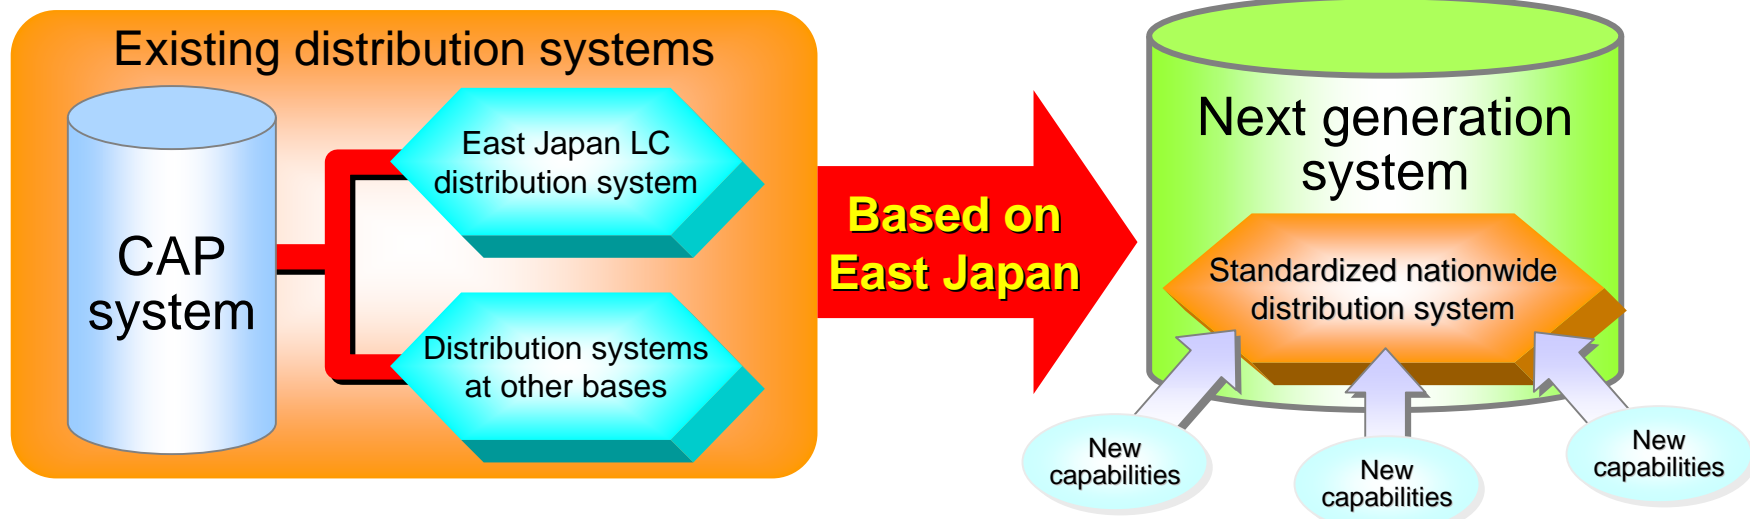 Existing distribution systems
CAP
system
East Japan LC
distribution system
Distribution systems
at other bases
Based on
East Japan
Next generation
system
Standardized nationwide
distribution system
New
capabilities
New
capabilities
New
capabilities